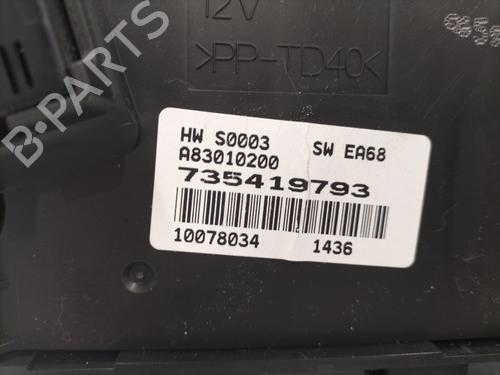 12V
>PP-TD40<
HW S0003 SW EA68
A83010200
735419793
10078034 1436
B-PARTS